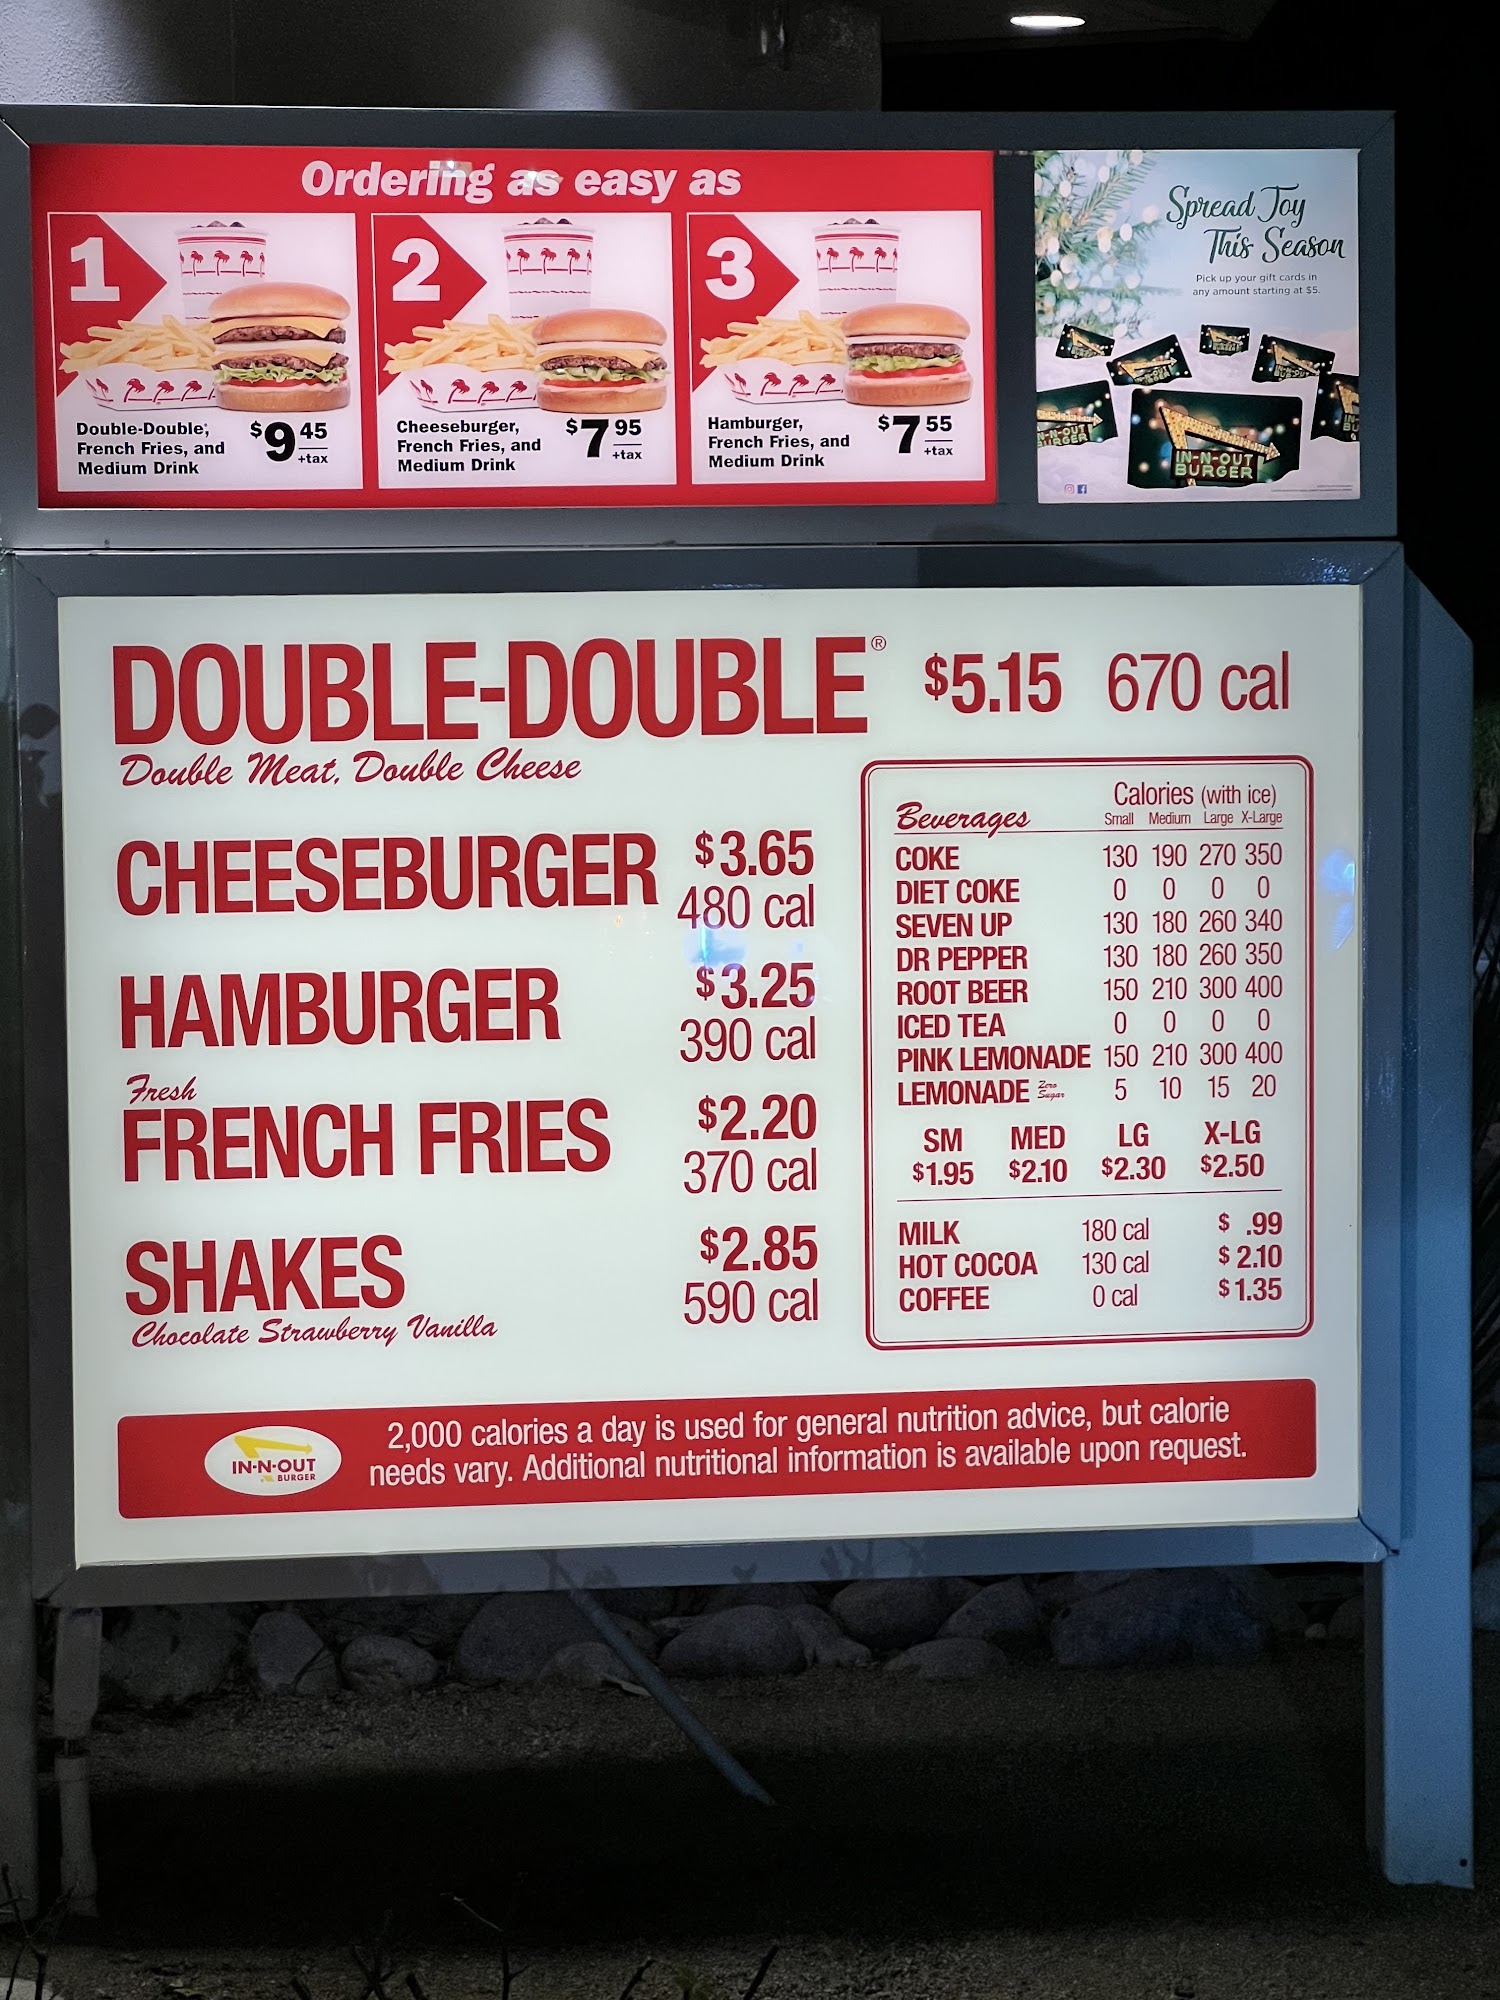 Ordering as easy as
1
Double-Double,
French Fries, and
Medium Drink
$9 45
+tax
2
Cheeseburger,
French Fries, and
Medium Drink
$7 95
+tax
3
Hamburger,
French Fries, and
Medium Drink
$7 55
+tax
Spread Joy
This Season
Pick up your gift cards in
any amount starting at $5.
IN-N-OUT
BURGER
DOUBLE-DOUBLE® $5.15 670 cal
Double Meat, Double Cheese
CHEESEBURGER $3.65
480 cal
HAMBURGER $3.25
390 cal
Fresh
FRENCH FRIES $2.20
370 cal
SHAKES $2.85
590 cal
Chocolate Strawberry Vanilla
Calories (with ice)
Beverages Small Medium Large X-Large
COKE 130 190 270 350
DIET COKE 0 0 0 0
SEVEN UP 130 180 260 340
DR PEPPER 130 180 260 350
ROOT BEER 150 210 300 400
ICED TEA 0 0 0 0
PINK LEMONADE 150 210 300 400
LEMONADE Zero Sugar 5 10 15 20
SM MED LG X-LG
$1.95 $2.10 $2.30 $2.50
MILK 180 cal $ .99
HOT COCOA 130 cal $ 2.10
COFFEE 0 cal $1.35
IN-N-OUT
BURGER
2,000 calories a day is used for general nutrition advice, but calorie
needs vary. Additional nutritional information is available upon request.